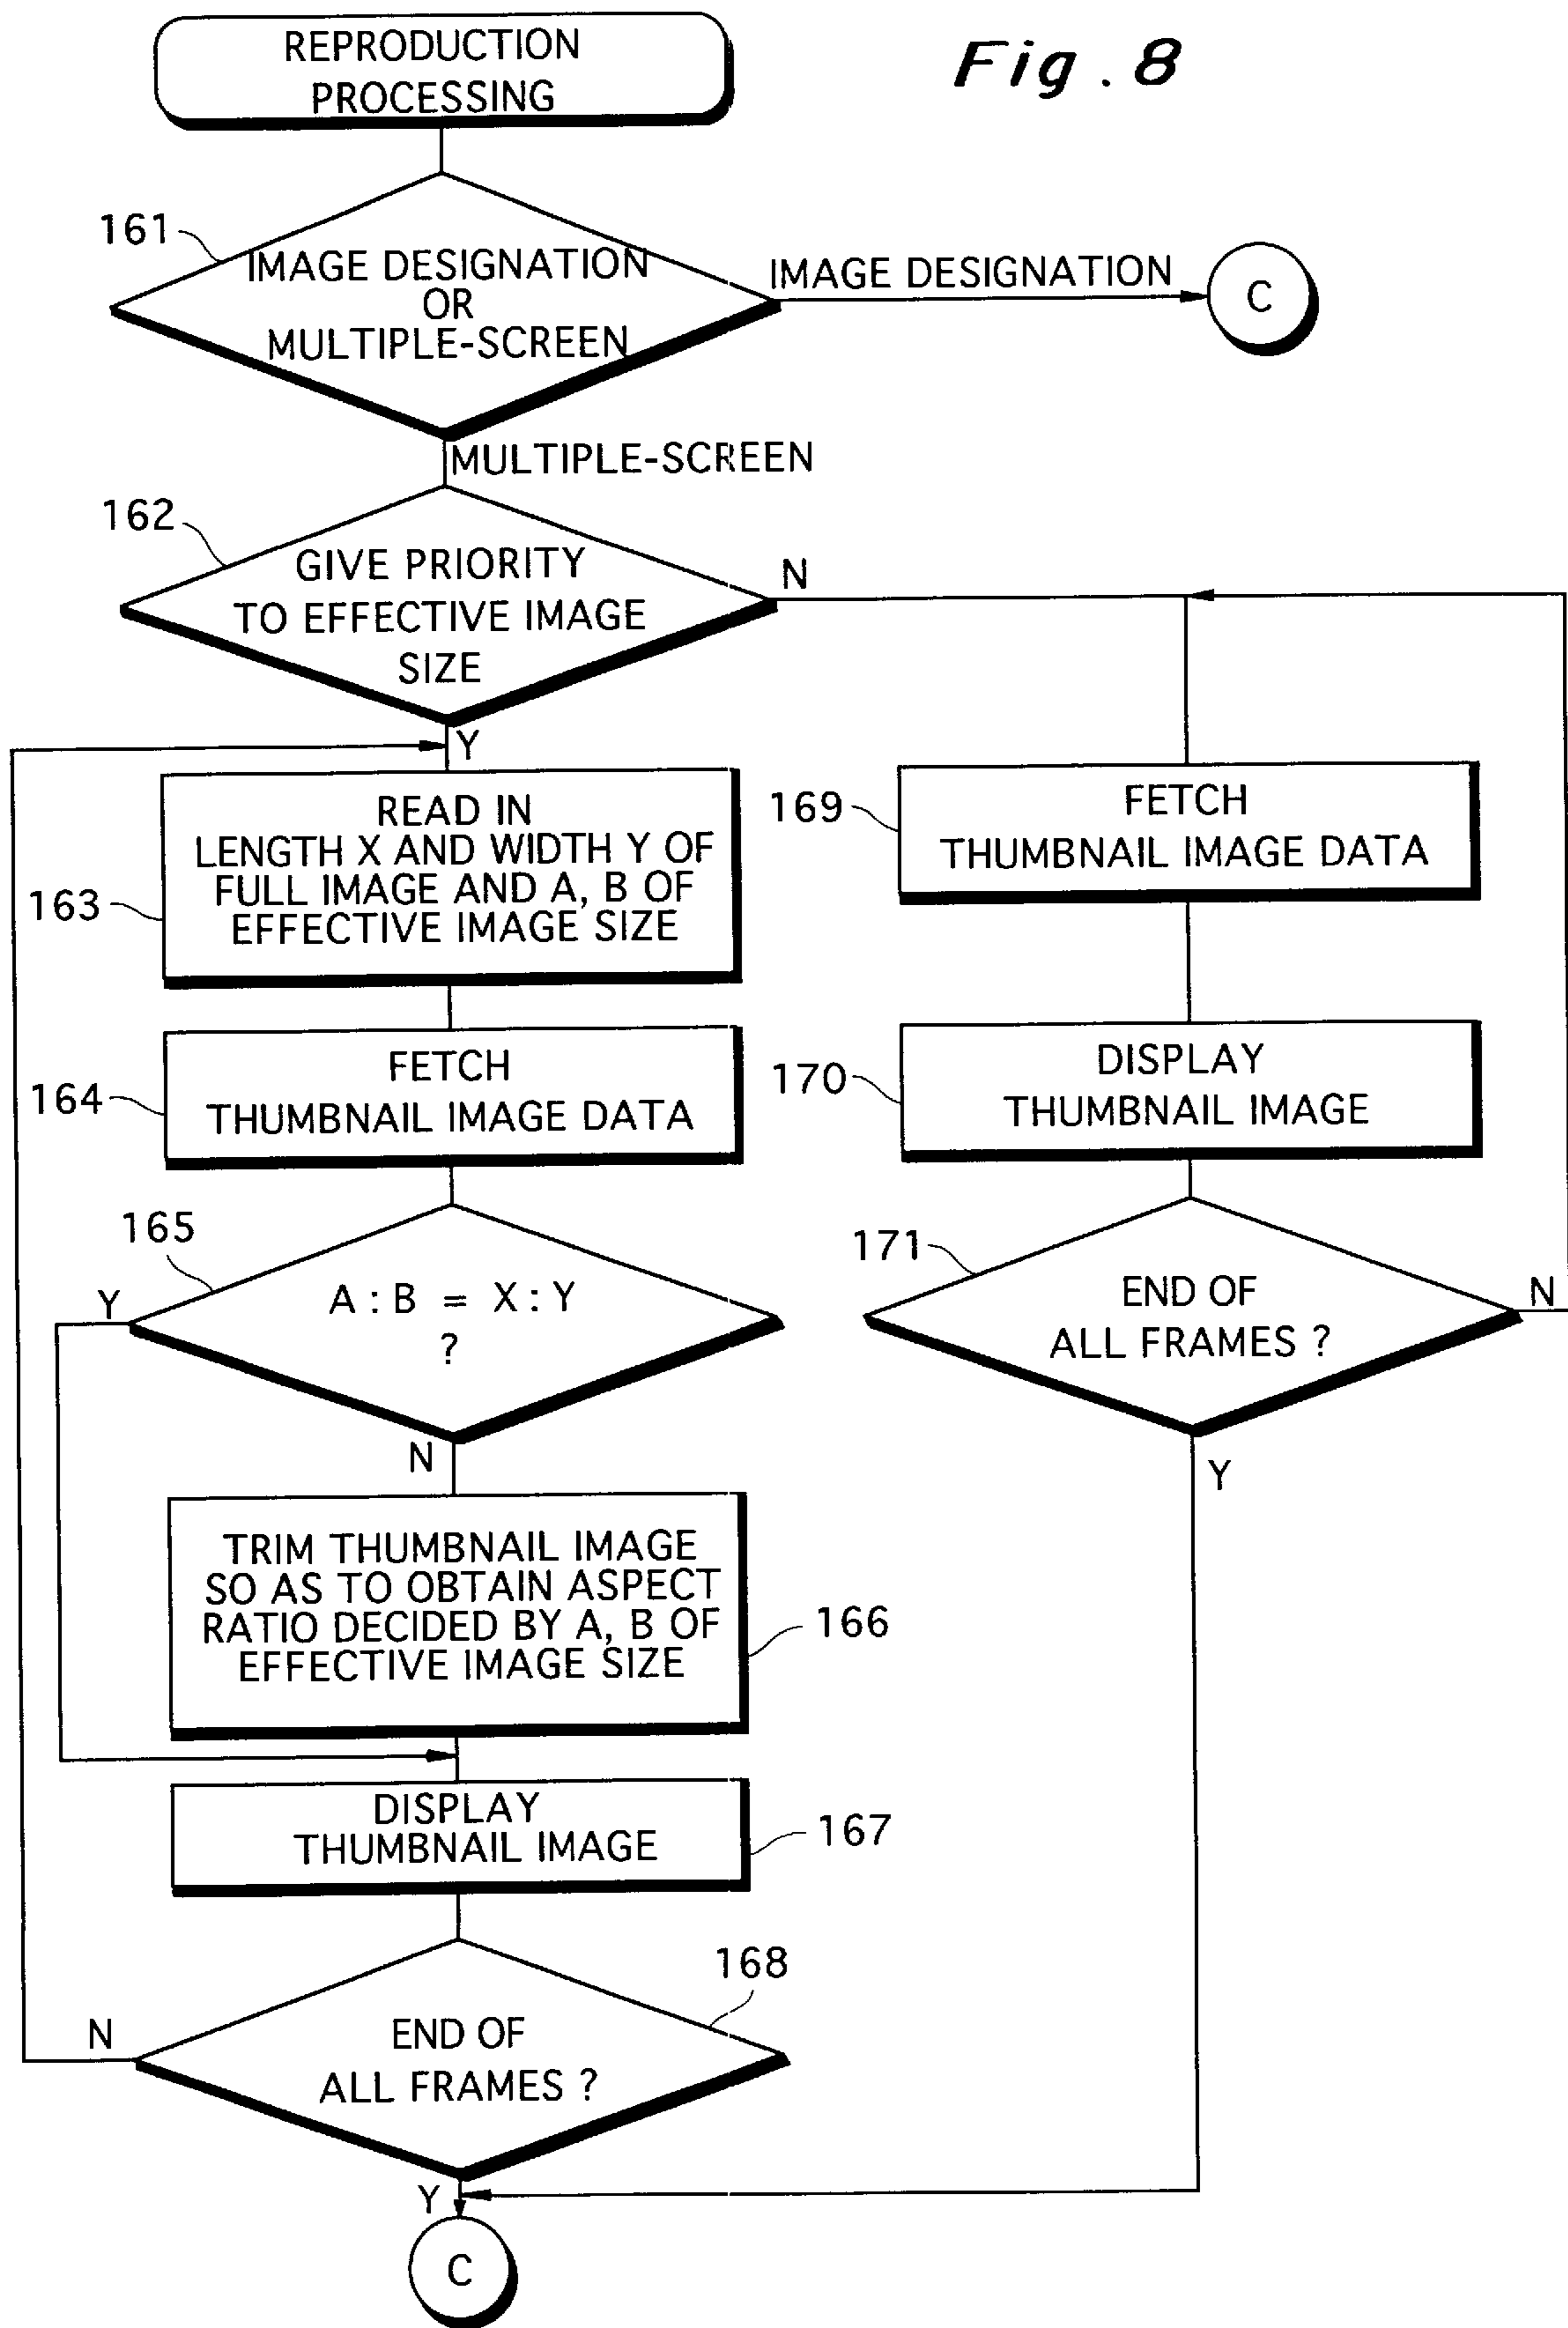 Fig. 8
REPRODUCTION
PROCESSING
161
IMAGE DESIGNATION
OR
MULTIPLE-SCREEN
IMAGE DESIGNATION
C
MULTIPLE-SCREEN
162
GIVE PRIORITY
TO EFFECTIVE IMAGE
SIZE
N
Y
163
READ IN
LENGTH X AND WIDTH Y OF
FULL IMAGE AND A, B OF
EFFECTIVE IMAGE SIZE
164
FETCH
THUMBNAIL IMAGE DATA
165
A : B = X : Y
?
Y
N
TRIM THUMBNAIL IMAGE
SO AS TO OBTAIN ASPECT
RATIO DECIDED BY A, B OF
EFFECTIVE IMAGE SIZE
166
DISPLAY
THUMBNAIL IMAGE
167
168
END OF
ALL FRAMES ?
N
Y
C
169
FETCH
THUMBNAIL IMAGE DATA
170
DISPLAY
THUMBNAIL IMAGE
171
END OF
ALL FRAMES ?
N
Y